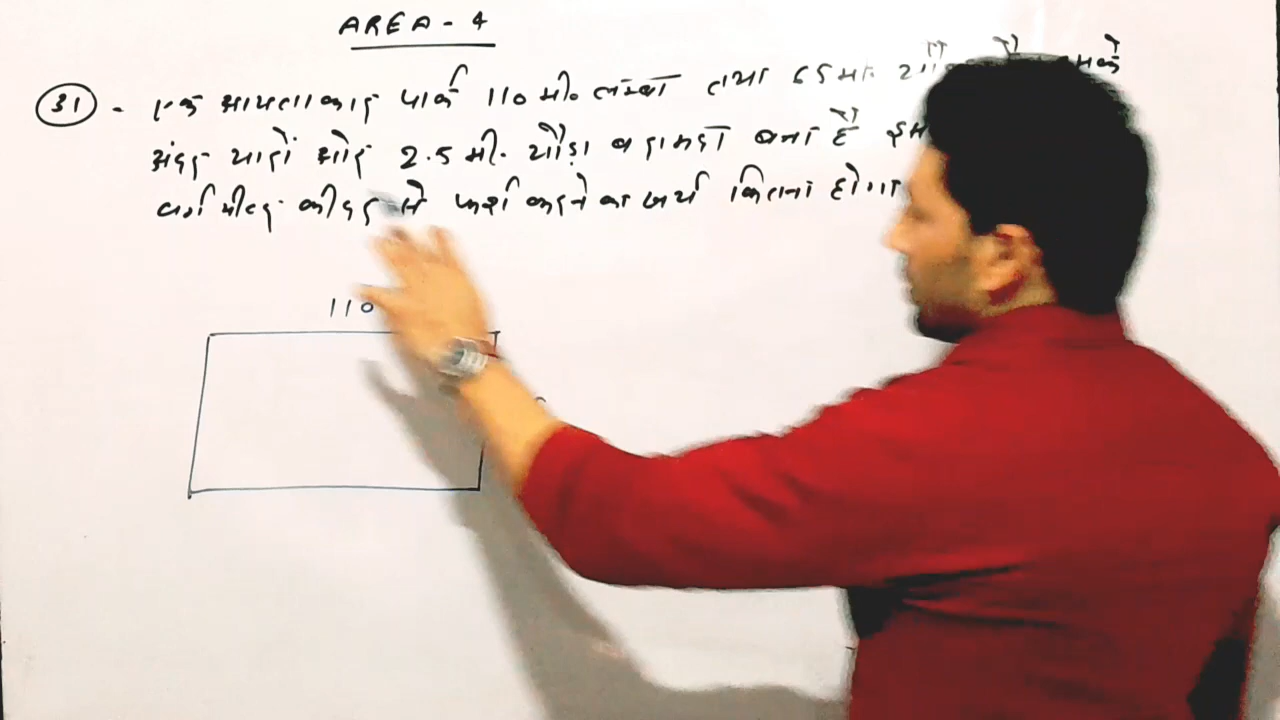 AREA - 4
31 - एक आयताकार पार्क 110 मी० लम्बा तथा 65 मी.
अंदर चारों ओर 2.5 मी. चौड़ा बरामदा बना है
वर्ग मीटर की दर से फर्श करने का खर्च कितना होगा
110